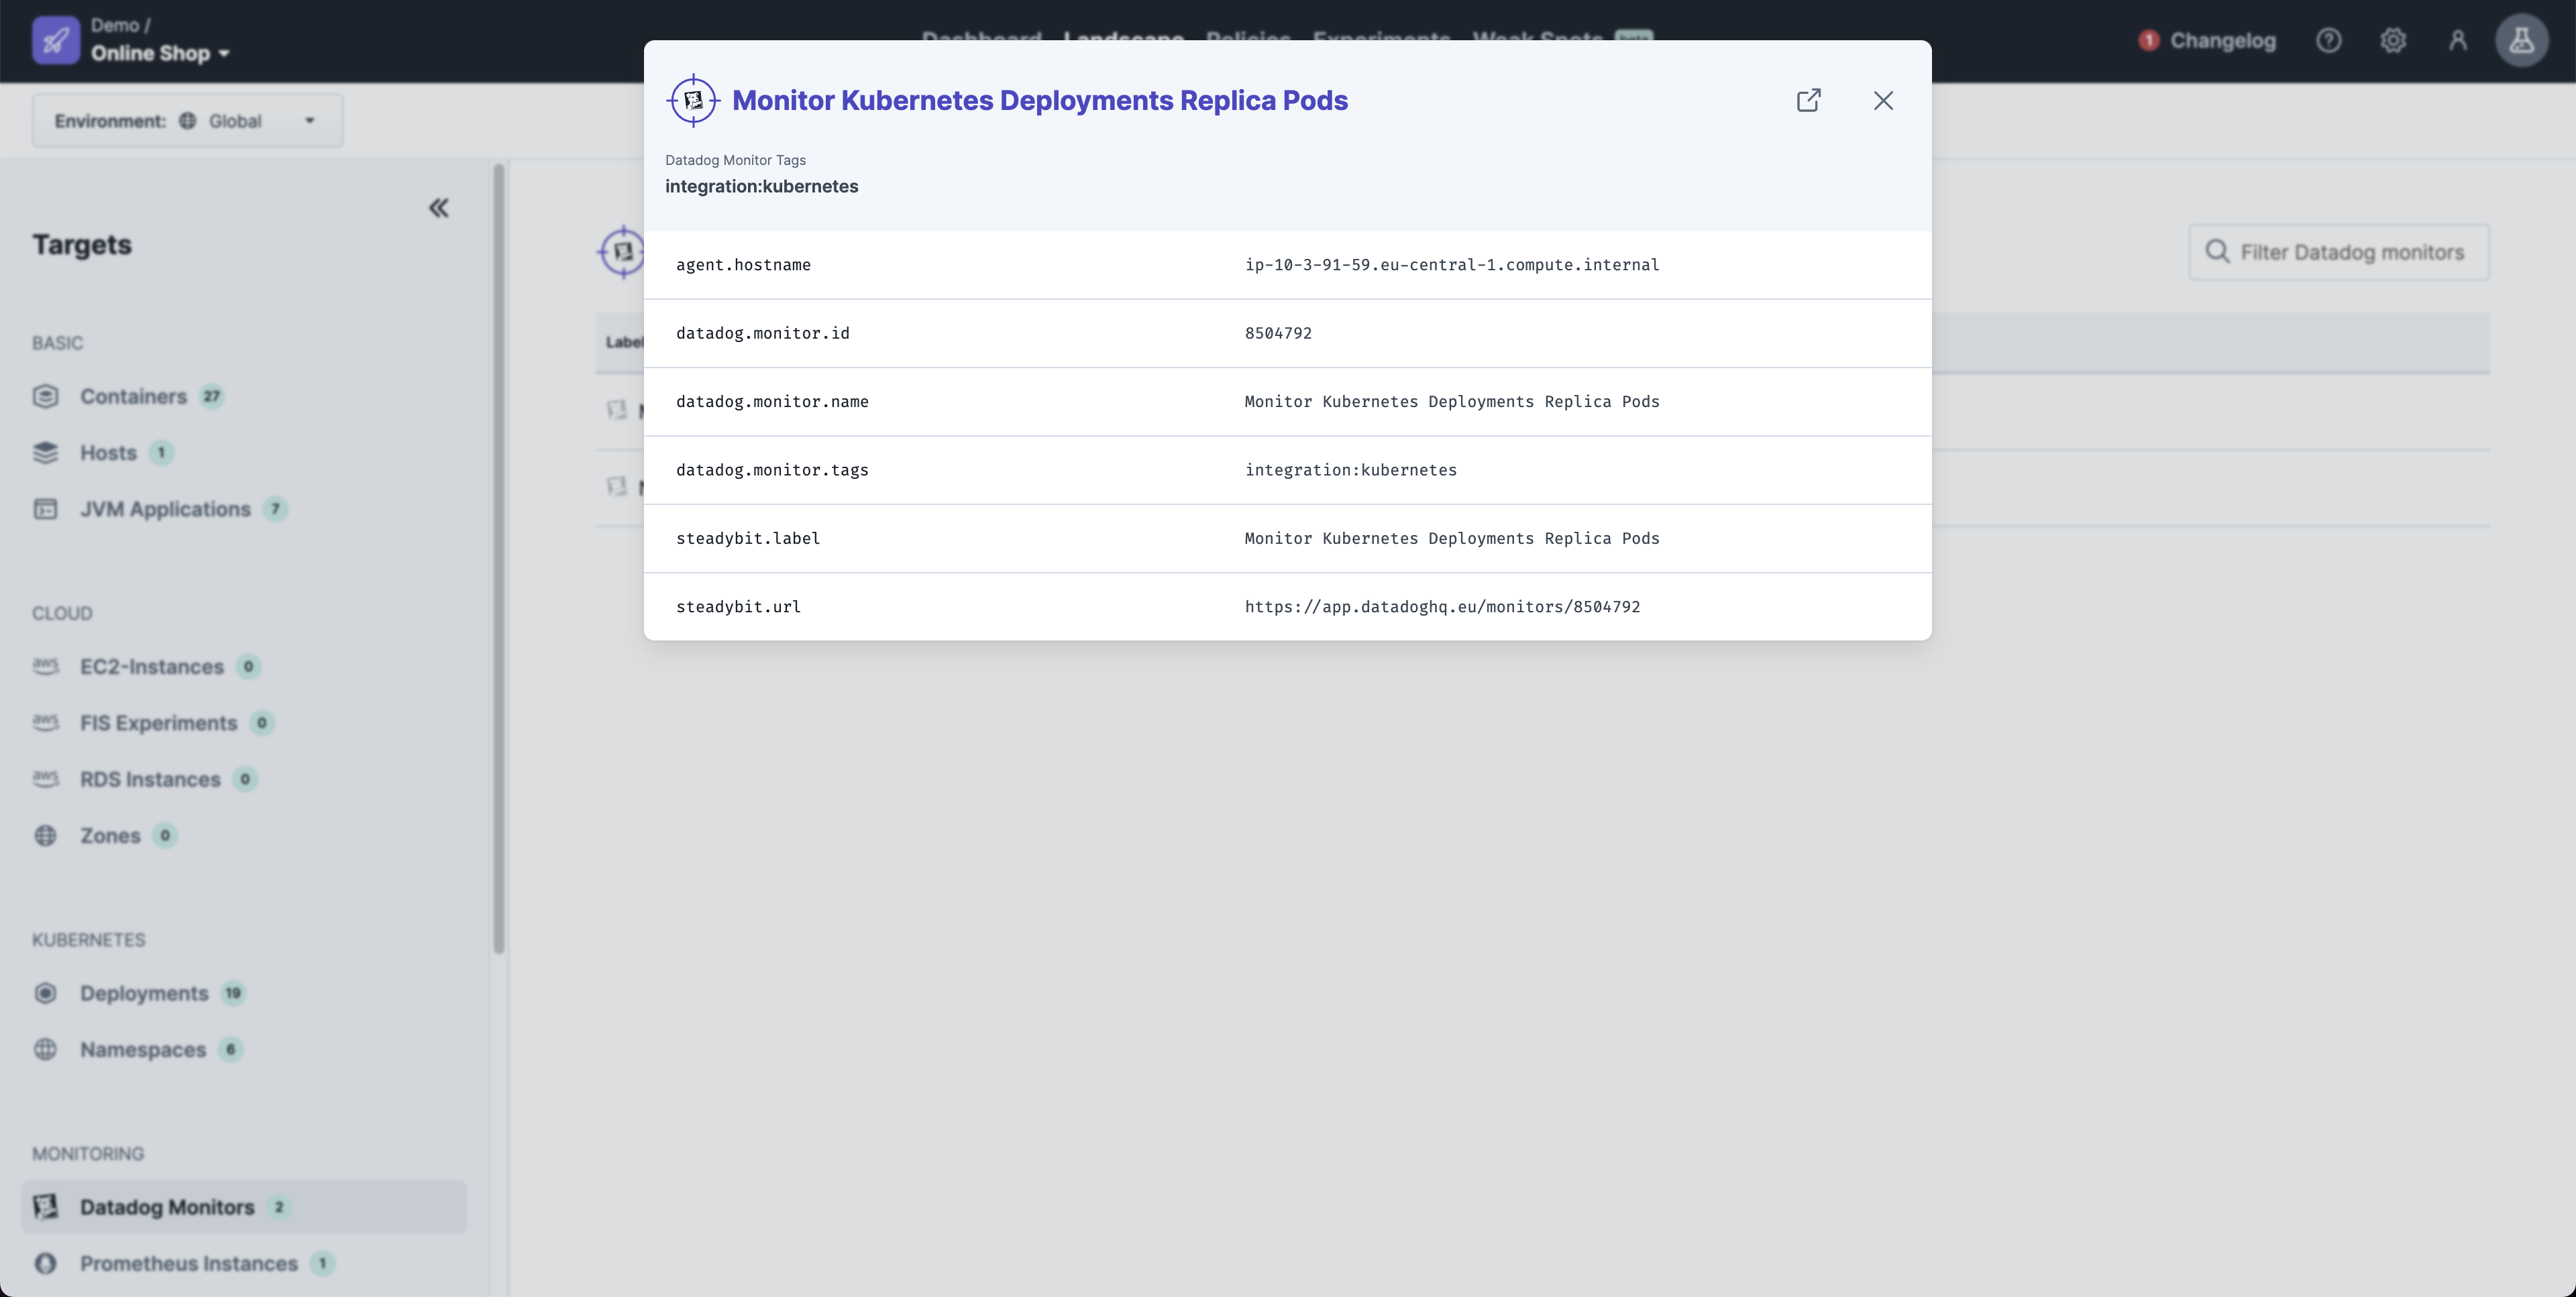 Demo /
Online Shop
Dashboard Landscape Policies Experiments Weak Spots beta
1 Changelog
Environment: Global
Monitor Kubernetes Deployments Replica Pods
Datadog Monitor Tags
integration:kubernetes
agent.hostname ip-10-3-91-59.eu-central-1.compute.internal
datadog.monitor.id 8504792
datadog.monitor.name Monitor Kubernetes Deployments Replica Pods
datadog.monitor.tags integration:kubernetes
steadybit.label Monitor Kubernetes Deployments Replica Pods
steadybit.url https://app.datadoghq.eu/monitors/8504792
Targets
BASIC
Containers 27
Hosts 1
JVM Applications 7
CLOUD
aws EC2-Instances 0
aws FIS Experiments 0
aws RDS Instances 0
Zones 0
KUBERNETES
Deployments 19
Namespaces 6
MONITORING
Datadog Monitors 2
Prometheus Instances 1
Filter Datadog monitors
Label